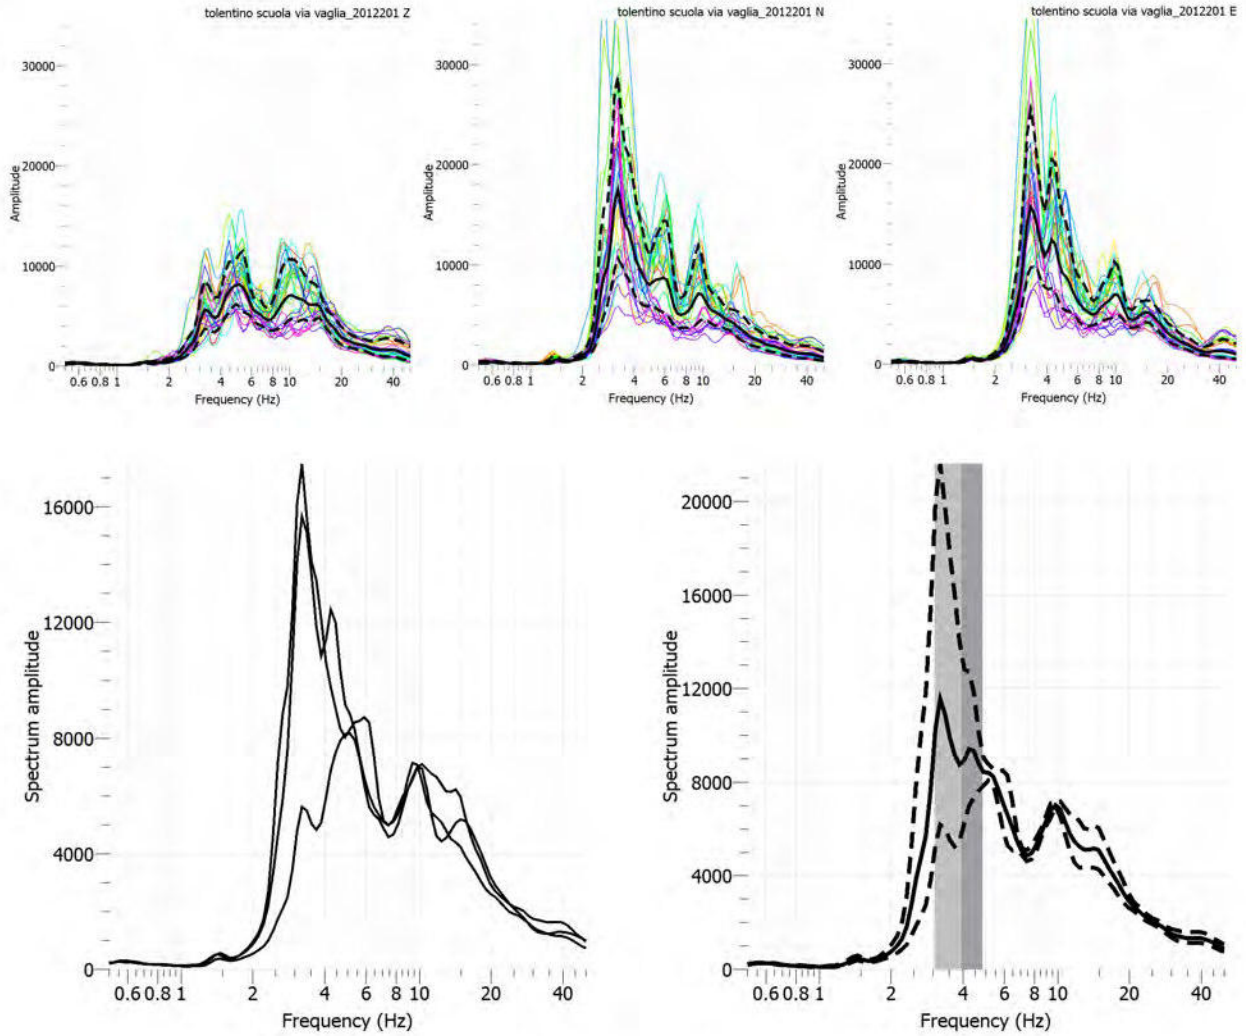 tolentino scuola via vaglia_2012201 Z
30000
20000
10000
0
Amplitude
0.6 0.8 1 2 4 6 8 10 20 40
Frequency (Hz)
tolentino scuola via vaglia_2012201 N
30000
20000
10000
0
Amplitude
0.6 0.8 1 2 4 6 8 10 20 40
Frequency (Hz)
tolentino scuola via vaglia_2012201 E
30000
20000
10000
0
Amplitude
0.6 0.8 1 2 4 6 8 10 20 40
Frequency (Hz)
16000
12000
8000
4000
0
Spectrum amplitude
0.6 0.8 1 2 4 6 8 10 20 40
Frequency (Hz)
20000
16000
12000
8000
4000
0
Spectrum amplitude
0.6 0.8 1 2 4 6 8 10 20 40
Frequency (Hz)